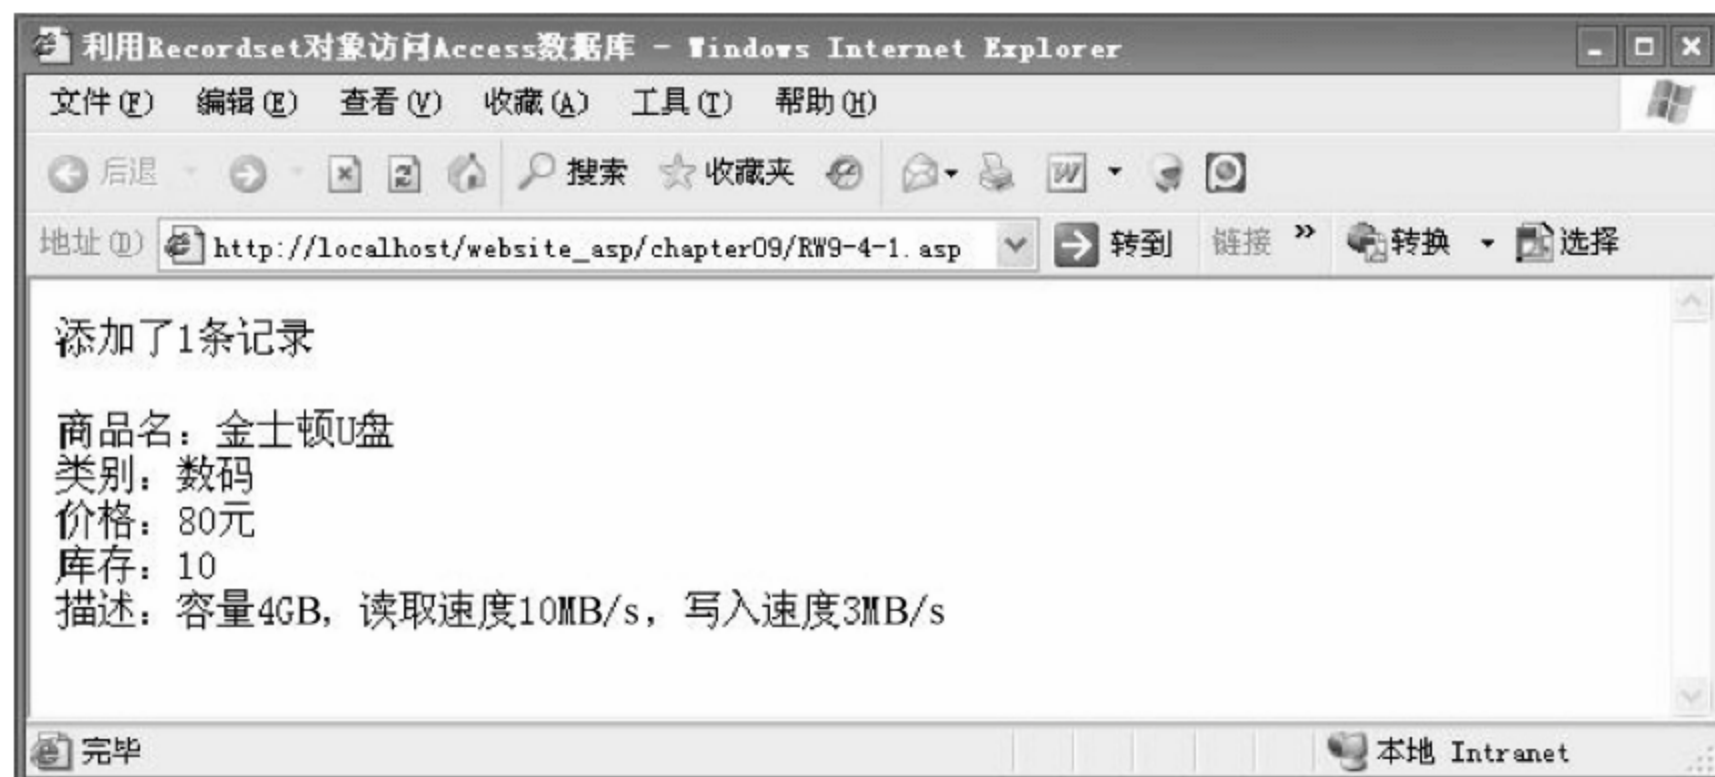 利用Recordset对象访问Access数据库 - Windows Internet Explorer
文件(F) 编辑(E) 查看(V) 收藏(A) 工具(T) 帮助(H)
后退 搜索 收藏夹
地址(D) http://localhost/website_asp/chapter09/RW9-4-1.asp 转到 链接 » 转换 选择
添加了1条记录
商品名：金士顿U盘
类别：数码
价格：80元
库存：10
描述：容量4GB，读取速度10MB/s，写入速度3MB/s
完毕 本地 Intranet